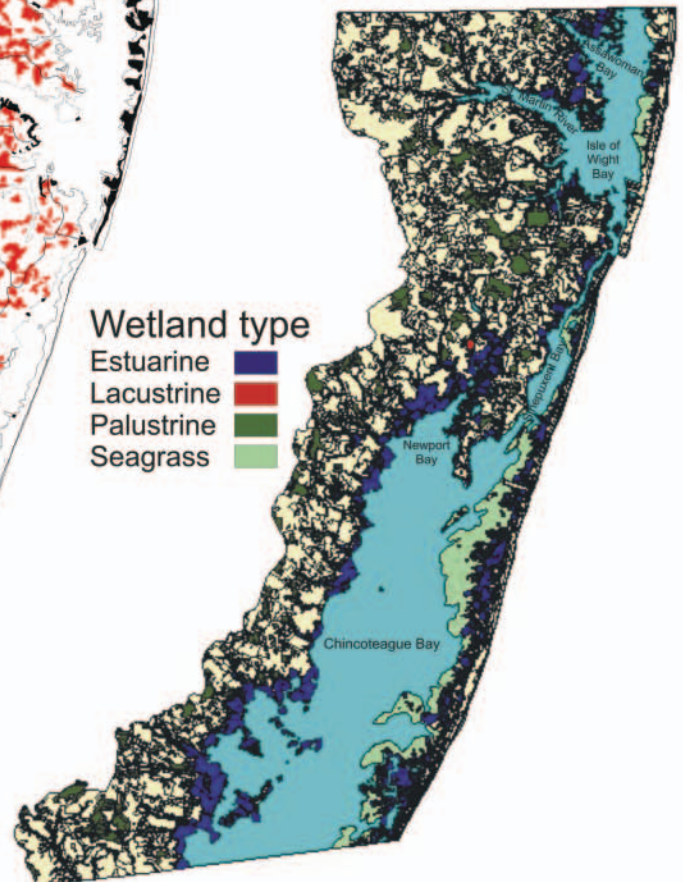 Assawoman
Bay
St. Martin River
Isle of
Wight
Bay
Wetland type
Estuarine
Lacustrine
Palustrine
Seagrass
Sinepuxent Bay
Newport
Bay
Chincoteague Bay